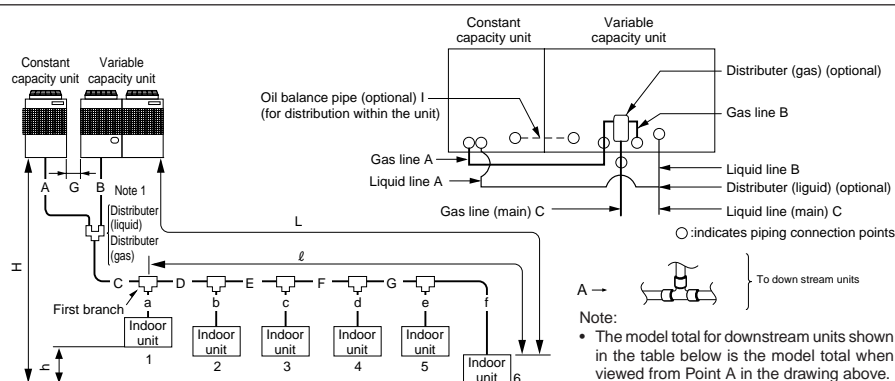 Constant
capacity unit
Variable
capacity unit
A
G
B
Note 1
Distributer
(liquid)
Distributer
(gas)
H
L
ℓ
C
D
E
F
G
First branch
a
b
c
d
e
f
Indoor
unit
1
Indoor
unit
2
Indoor
unit
3
Indoor
unit
4
Indoor
unit
5
Indoor
unit
6
h
Constant
capacity unit
Variable
capacity unit
Oil balance pipe (optional) I
(for distribution within the unit)
Distributer (gas) (optional)
Gas line B
Gas line A
Liquid line A
Liquid line B
Distributer (liguid) (optional)
Gas line (main) C
Liquid line (main) C
:indicates piping connection points
A
To down stream units
Note:
• The model total for downstream units shown
in the table below is the model total when
viewed from Point A in the drawing above.